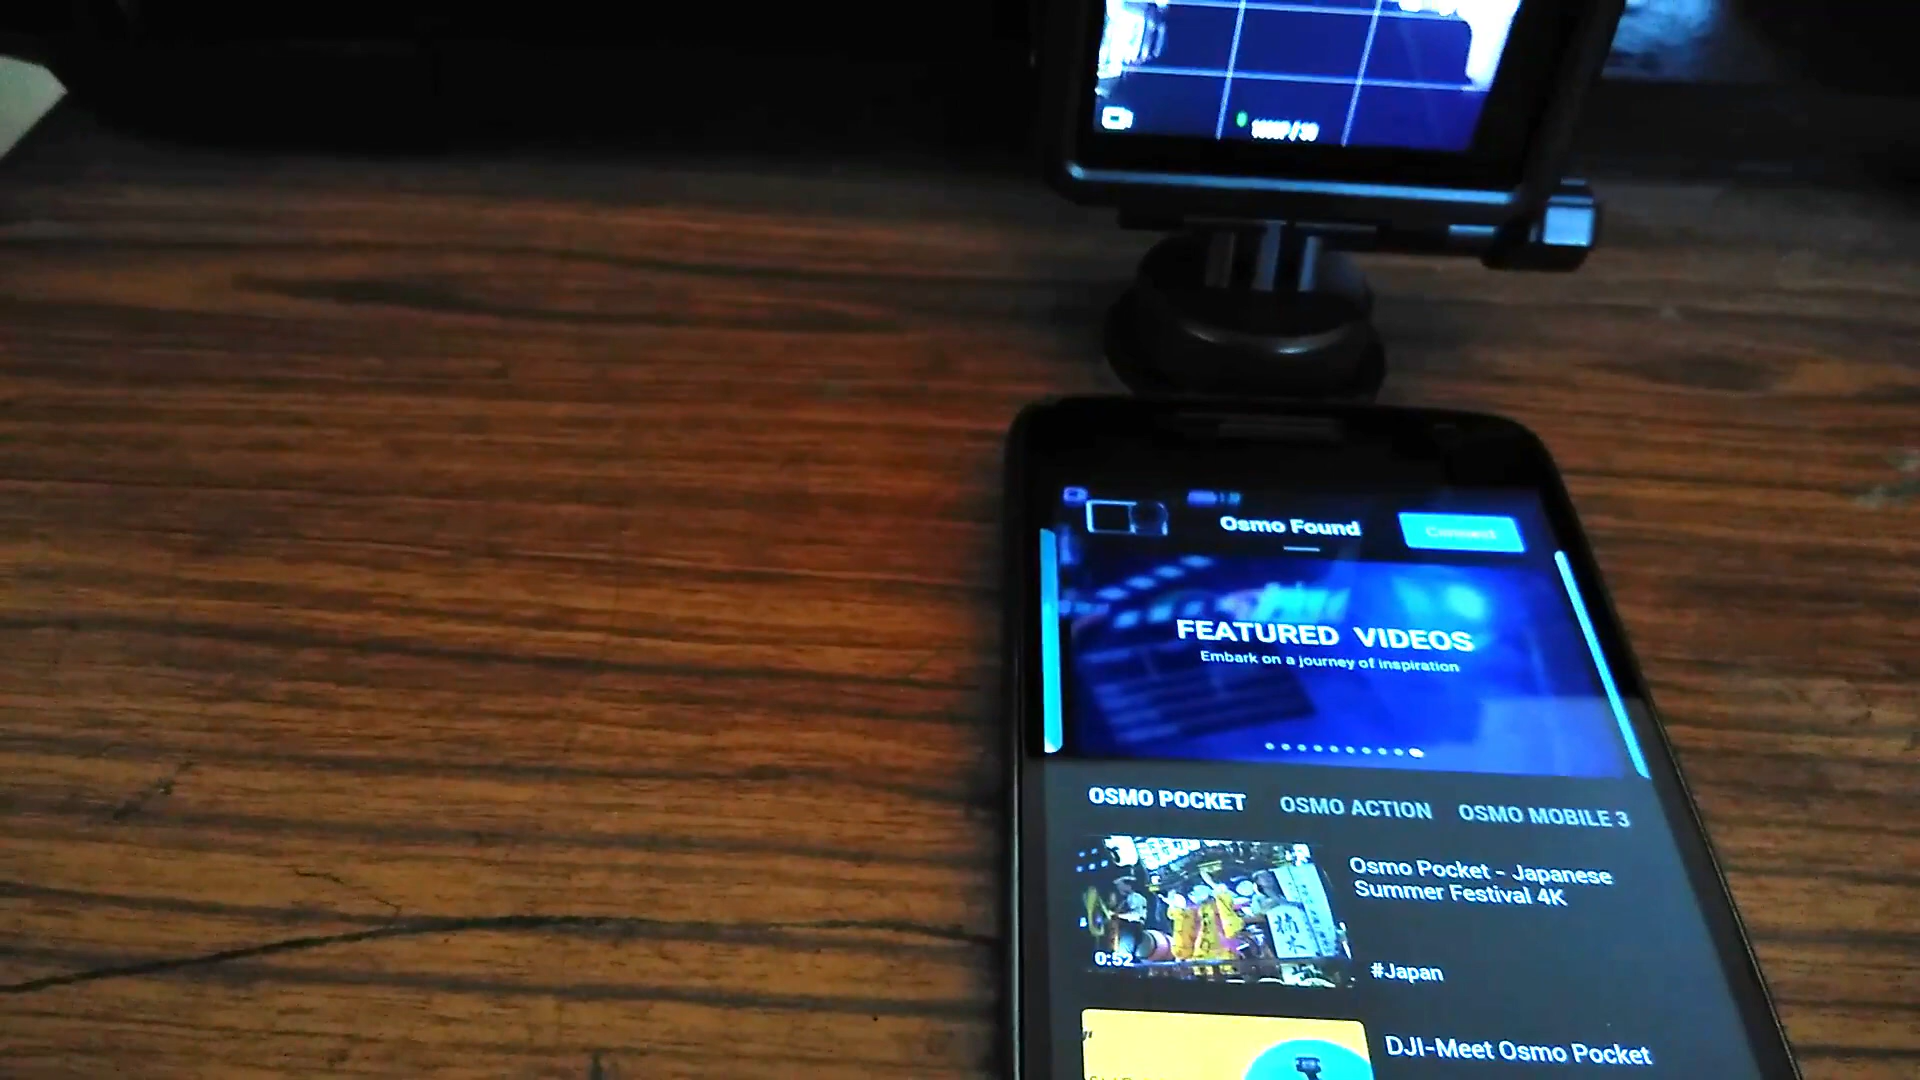 Osmo Found
Connect
FEATURED VIDEOS
Embark on a journey of inspiration
OSMO POCKET
OSMO ACTION
OSMO MOBILE 3
Osmo Pocket - Japanese
Summer Festival 4K
0:52
#Japan
DJI-Meet Osmo Pocket